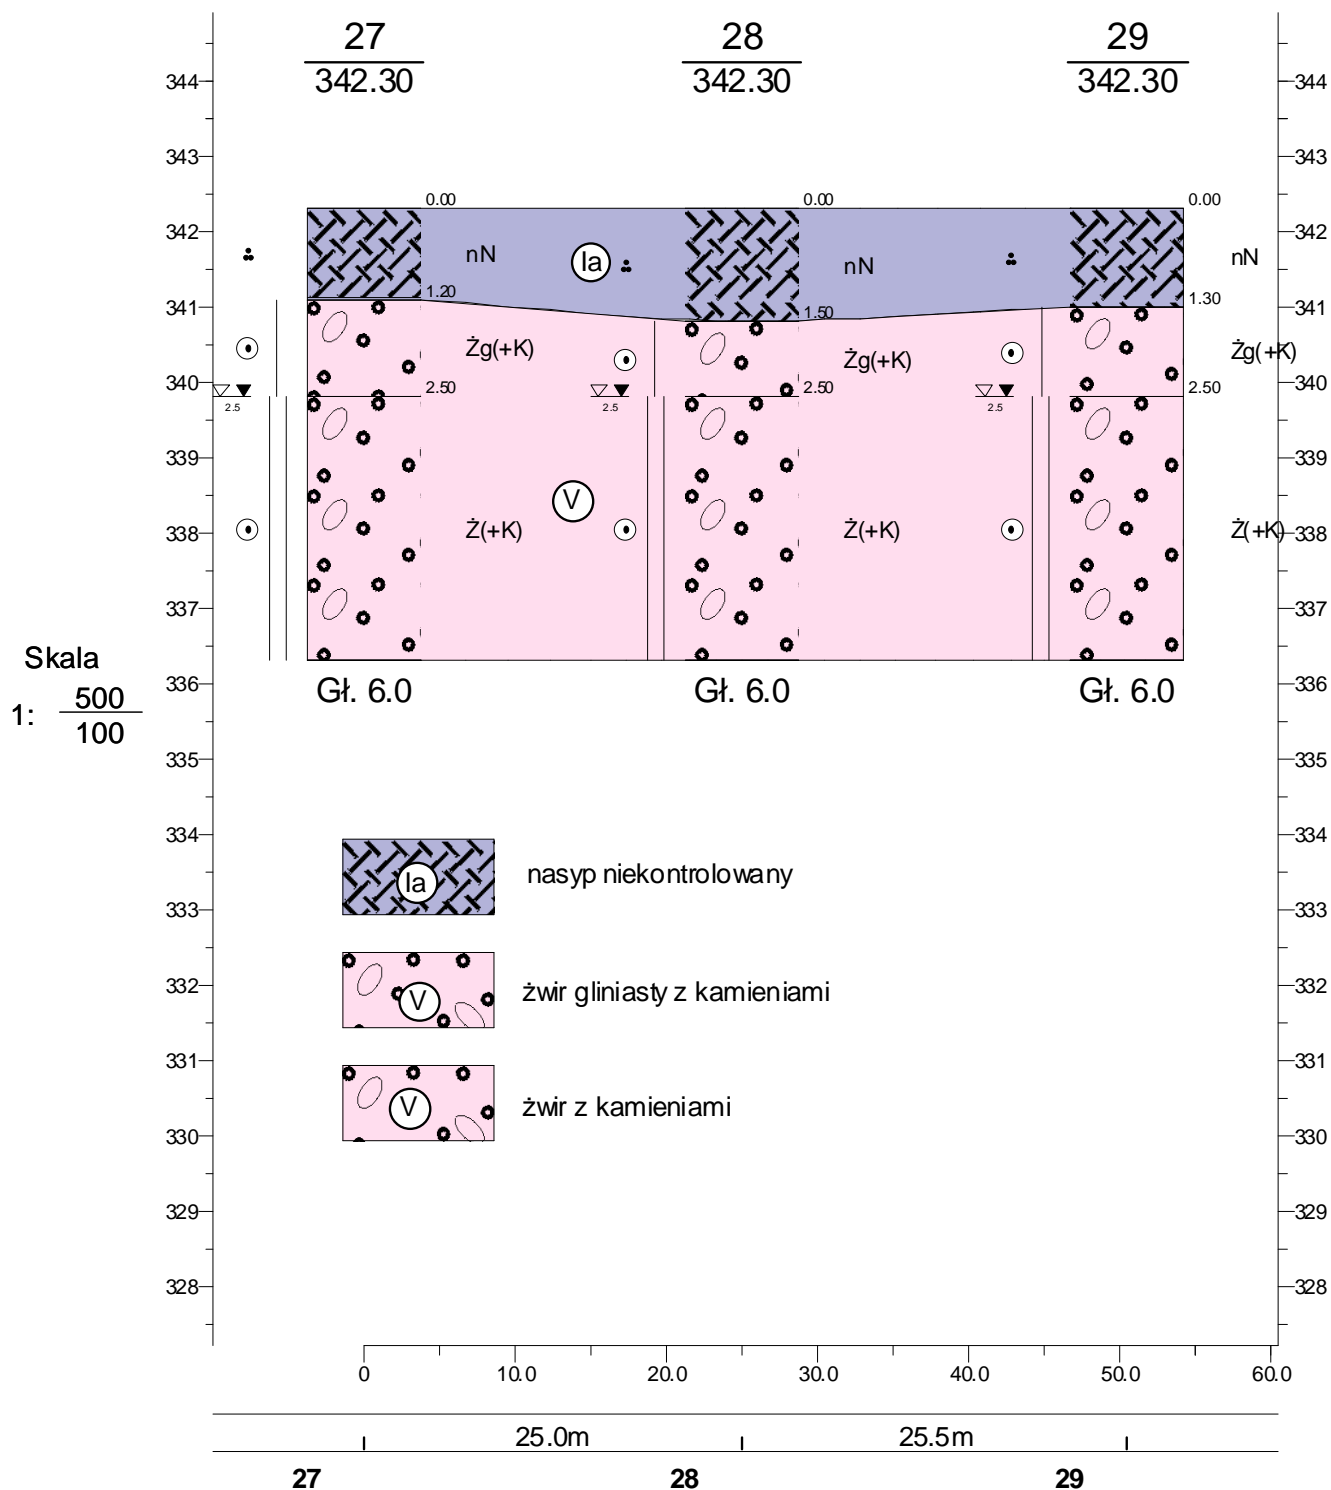 27 28 29
342.30 342.30 342.30
344 344
343 343
0.00 0.00 0.00
342 nN Ia nN 342 nN
1.20 1.50 1.30
341 341
Żg(+K) Żg(+K) Żg(+K)
340 2.50 2.50 2.50 340
2.5 2.5 2.5
339 339
V
338 Ż(+K) Ż(+K) Ż(+K) 338
337 337
Skala
1: 500
100
336 Gł. 6.0 Gł. 6.0 Gł. 6.0 336
335 335
334 334
Ia nasyp niekontrolowany
333 333
332 332
V żwir gliniasty z kamieniami
331 331
V żwir z kamieniami
330 330
329 329
328 328
0 10.0 20.0 30.0 40.0 50.0 60.0
25.0m 25.5m
27 28 29